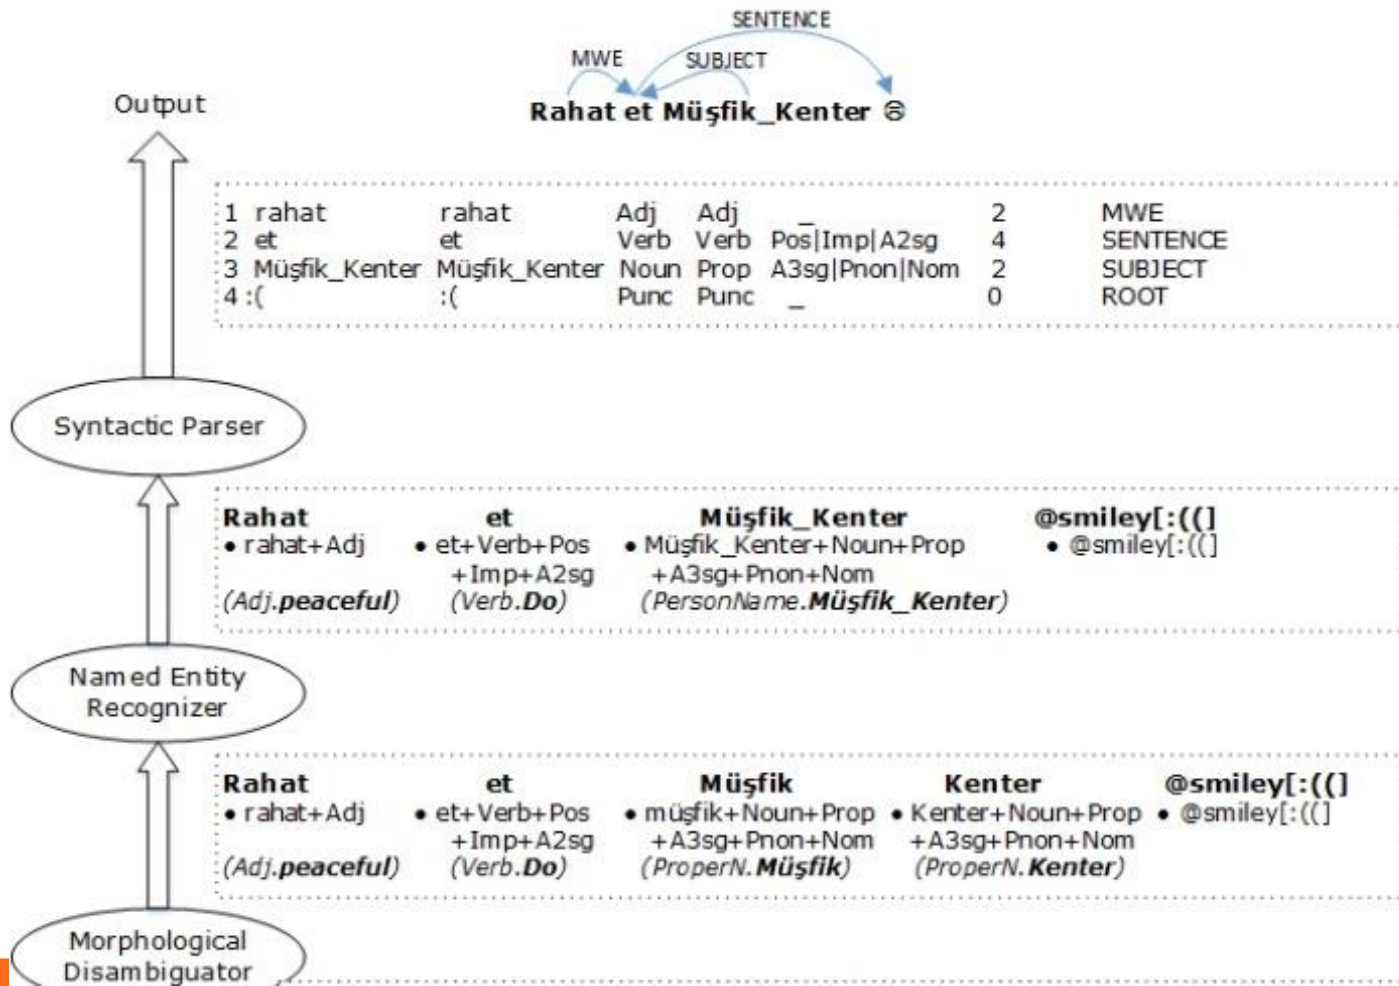 SENTENCE
MWE SUBJECT
Output
Rahat et Müşfik_Kenter ☹
1 rahat rahat Adj Adj _ 2 MWE
2 et et Verb Verb Pos|Imp|A2sg 4 SENTENCE
3 Müşfik_Kenter Müşfik_Kenter Noun Prop A3sg|Pnon|Nom 2 SUBJECT
4 :( :( Punc Punc _ 0 ROOT
Syntactic Parser
Rahat et Müşfik_Kenter @smiley[:((]
• rahat+Adj • et+Verb+Pos • Müşfik_Kenter+Noun+Prop • @smiley[:((]
+Imp+A2sg +A3sg+Pnon+Nom
(Adj.peaceful) (Verb.Do) (PersonName.Müşfik_Kenter)
Named Entity
Recognizer
Rahat et Müşfik Kenter @smiley[:((]
• rahat+Adj • et+Verb+Pos • müşfik+Noun+Prop • Kenter+Noun+Prop • @smiley[:((]
+Imp+A2sg +A3sg+Pnon+Nom +A3sg+Pnon+Nom
(Adj.peaceful) (Verb.Do) (ProperN.Müşfik) (ProperN.Kenter)
Morphological
Disambiguator